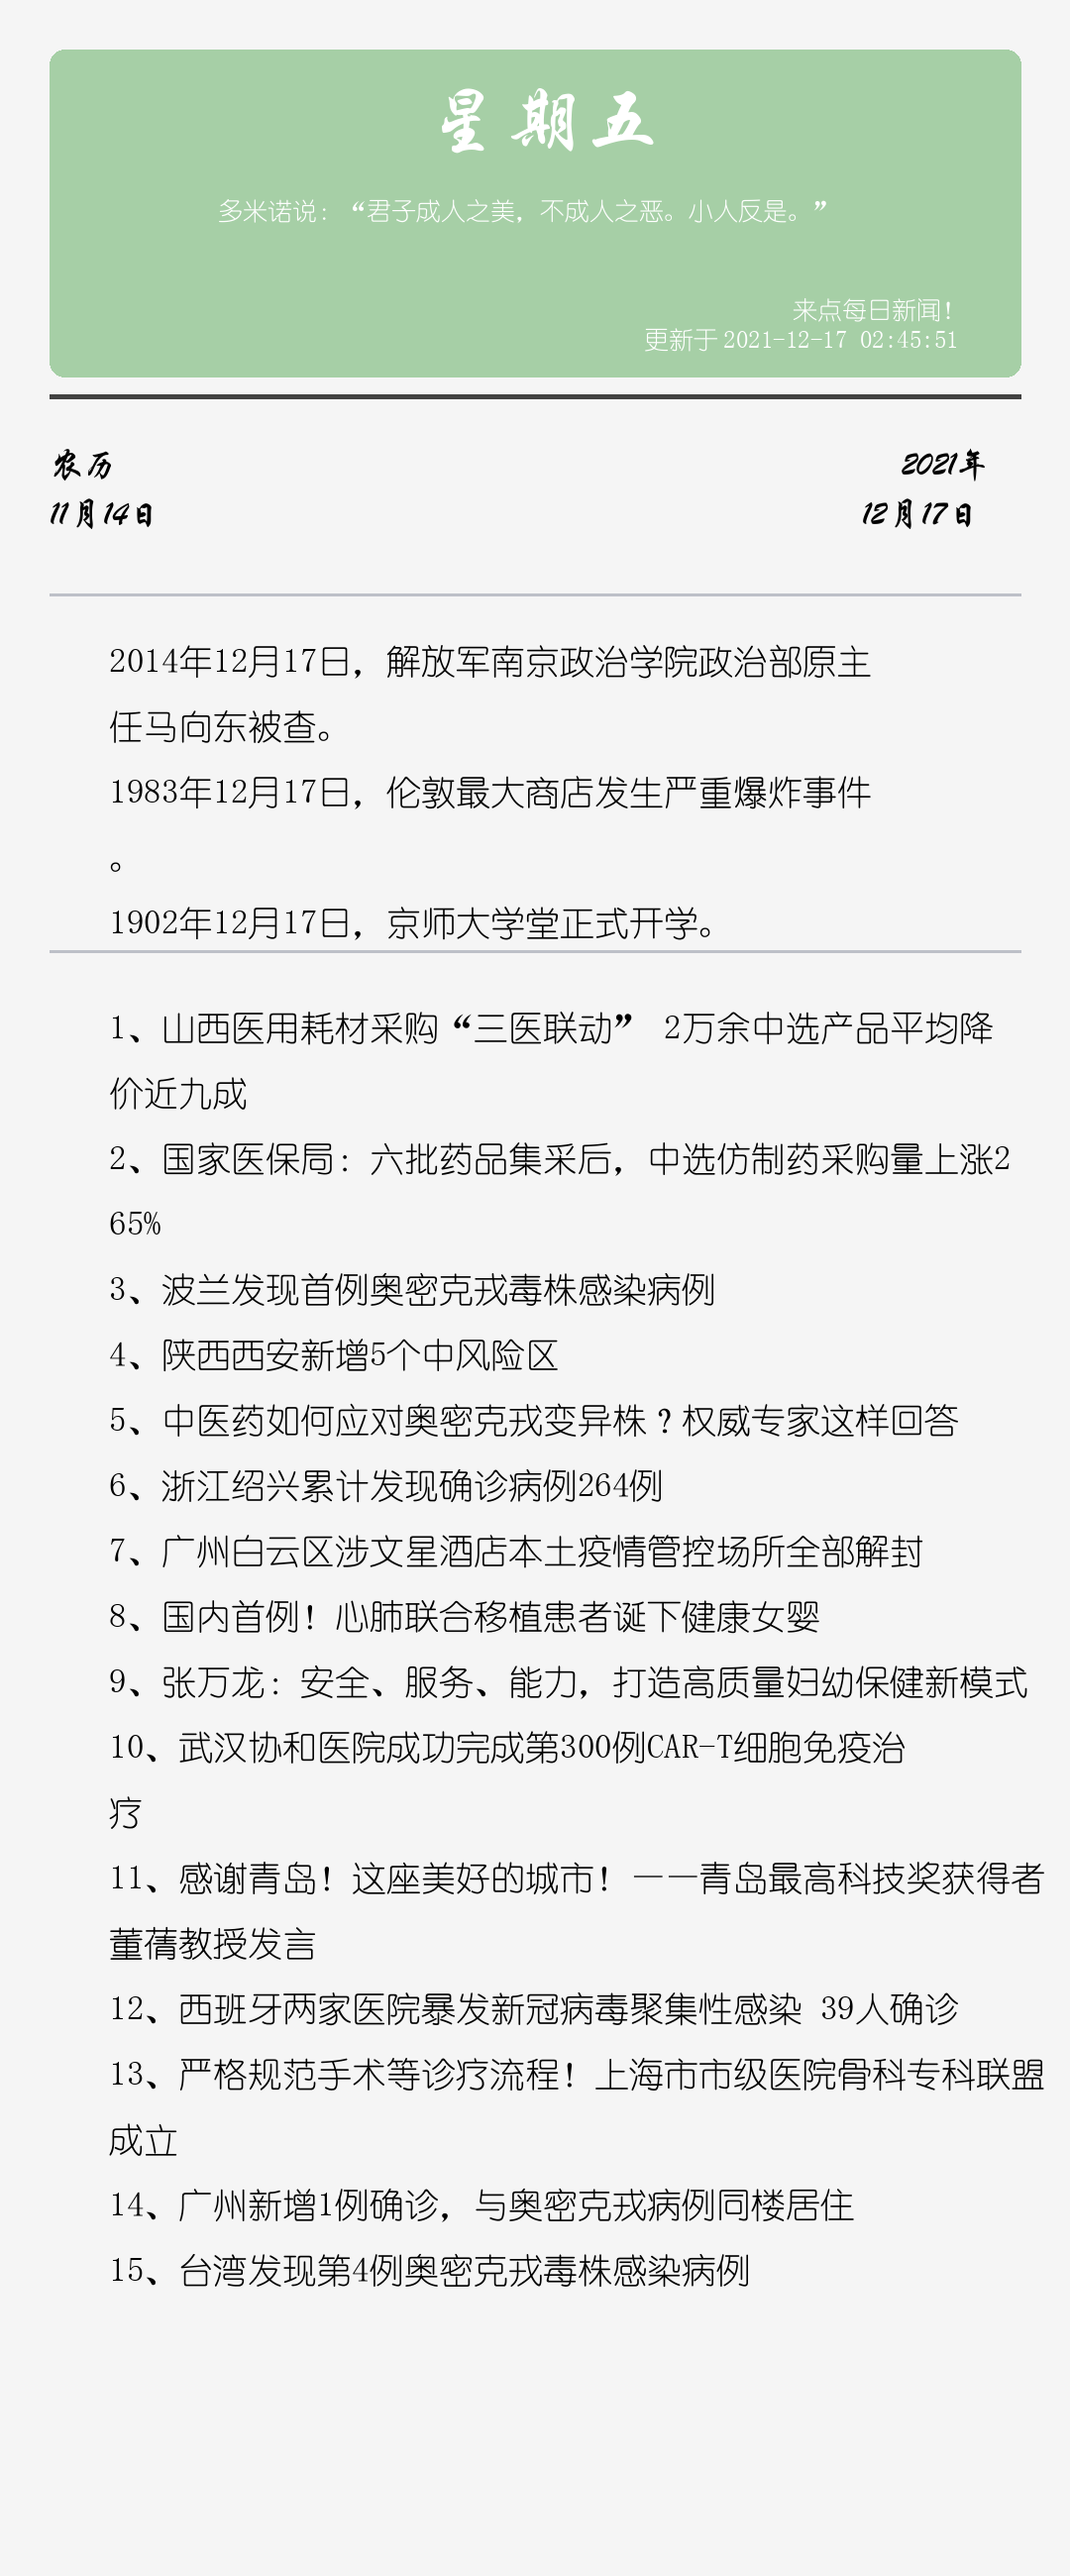 星期五
多米诺说：“君子成人之美，不成人之恶。小人反是。”
来点每日新闻！
更新于 2021-12-17 02:45:51
农历
2021年
11月14日
12月17日
2014年12月17日，解放军南京政治学院政治部原主
任马向东被查。
1983年12月17日，伦敦最大商店发生严重爆炸事件
。
1902年12月17日，京师大学堂正式开学。
1、山西医用耗材采购“三医联动” 2万余中选产品平均降
价近九成
2、国家医保局：六批药品集采后，中选仿制药采购量上涨2
65%
3、波兰发现首例奥密克戎毒株感染病例
4、陕西西安新增5个中风险区
5、中医药如何应对奥密克戎变异株？权威专家这样回答
6、浙江绍兴累计发现确诊病例264例
7、广州白云区涉文星酒店本土疫情管控场所全部解封
8、国内首例！心肺联合移植患者诞下健康女婴
9、张万龙：安全、服务、能力，打造高质量妇幼保健新模式
10、武汉协和医院成功完成第300例CAR-T细胞免疫治
疗
11、感谢青岛！这座美好的城市！——青岛最高科技奖获得者
董蒨教授发言
12、西班牙两家医院暴发新冠病毒聚集性感染 39人确诊
13、严格规范手术等诊疗流程！上海市市级医院骨科专科联盟
成立
14、广州新增1例确诊，与奥密克戎病例同楼居住
15、台湾发现第4例奥密克戎毒株感染病例